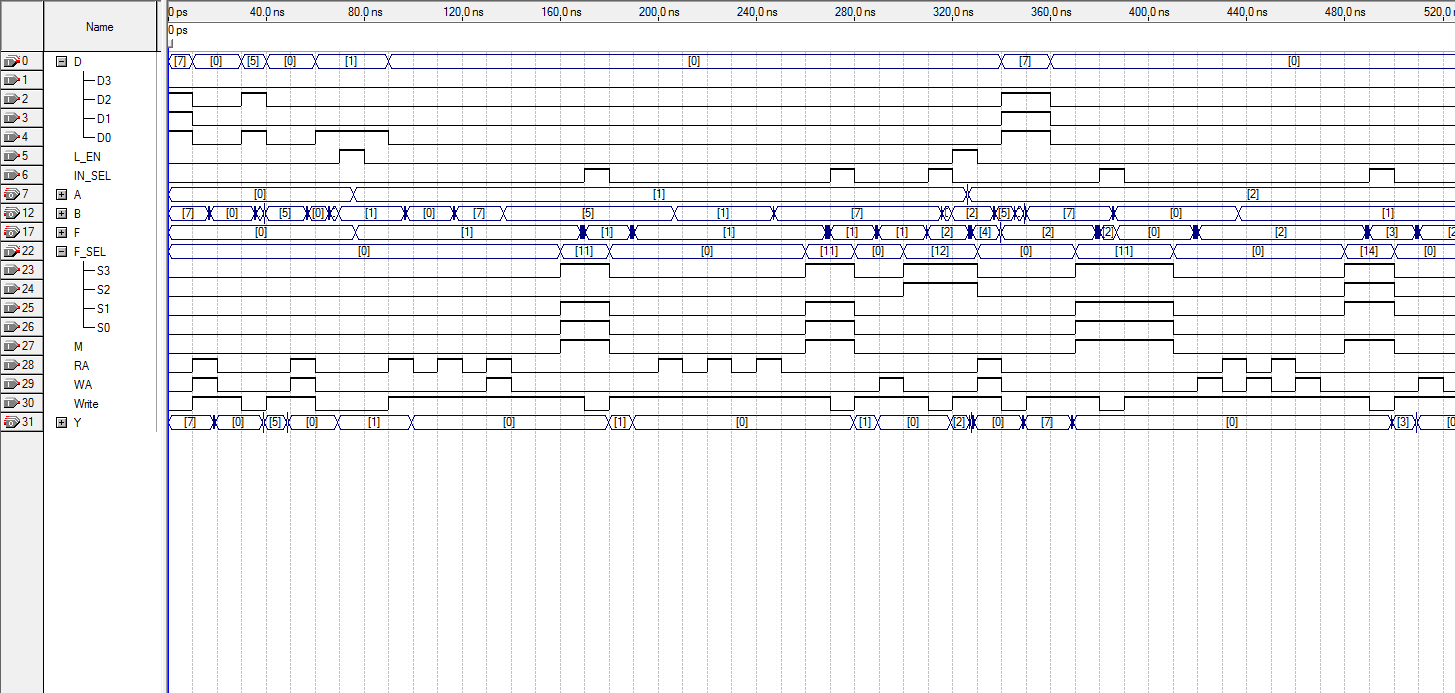 0 ps 40.0 ns 80.0 ns 120.0 ns 160.0 ns 200.0 ns 240.0 ns 280.0 ns 320.0 ns 360.0 ns 400.0 ns 440.0 ns 480.0 ns 520.0
Name
0 ps
0 D [7] [0] [5] [0] [1] [0] [7] [0]
1 D3
2 D2
3 D1
4 D0
5 L_EN
6 IN_SEL
7 A [0] [1] [2]
12 B [7] [0] [5] [0] [1] [0] [7] [5] [1] [7] [2] [5] [7] [0] [1]
17 F [0] [1] [1] [1] [1] [1] [2] [4] [2] [2] [0] [2] [3] [2
22 F_SEL [0] [11] [0] [11] [0] [12] [0] [11] [0] [14] [0]
23 S3
24 S2
25 S1
26 S0
27 M
28 RA
29 WA
30 Write
31 Y [7] [0] [5] [0] [1] [0] [1] [0] [1] [0] [2] [0] [7] [0] [3] [0